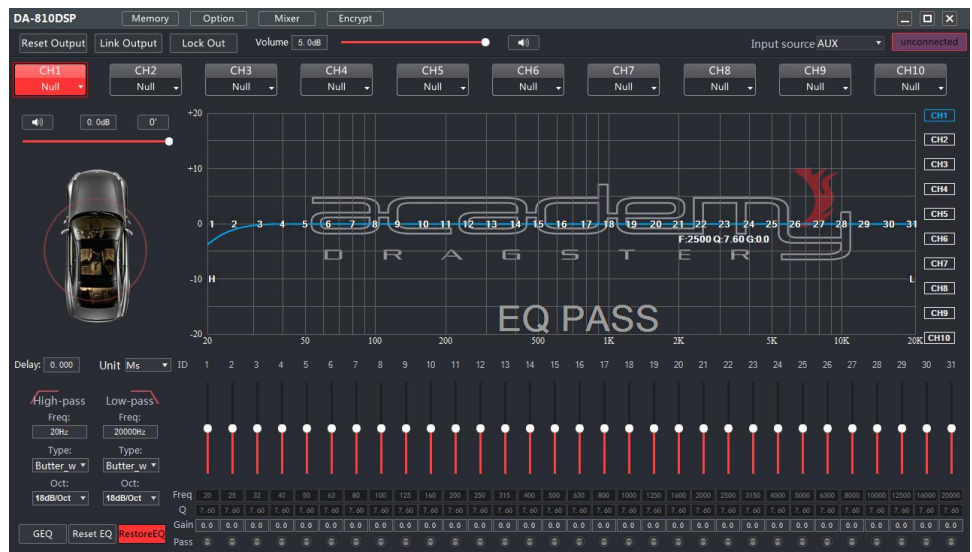 DA-810DSP Memory Option Mixer Encrypt
Reset Output Link Output Lock Out Volume 5. 0dB Input source AUX unconnected
CH1 CH2 CH3 CH4 CH5 CH6 CH7 CH8 CH9 CH10
Null Null Null Null Null Null Null Null Null Null
0. 0dB 0°
+20
+10
0
-10
-20
1 2 3 4 5 6 7 8 9 10 11 12 13 14 15 16 17 18 19 20 21 22 23 24 25 26 27 28 29 30 31
academy
F:2500 Q:7.60 G:0.0
DRAGSTER
H L
EQ PASS
20 50 100 200 500 1K 2K 5K 10K 20K
CH1
CH2
CH3
CH4
CH5
CH6
CH7
CH8
CH9
CH10
Delay: 0. 000 Unit Ms
ID 1 2 3 4 5 6 7 8 9 10 11 12 13 14 15 16 17 18 19 20 21 22 23 24 25 26 27 28 29 30 31
High-pass Low-pass
Freq: Freq:
20Hz 20000Hz
Type: Type:
Butter_w Butter_w
Oct: Oct:
18dB/Oct 18dB/Oct
Freq 20 25 32 40 50 63 80 100 125 160 200 250 315 400 500 630 800 1000 1250 1600 2000 2500 3150 4000 5000 6300 8000 10000 12500 16000 20000
Q 7. 60 7. 60 7. 60 7. 60 7. 60 7. 60 7. 60 7. 60 7. 60 7. 60 7. 60 7. 60 7. 60 7. 60 7. 60 7. 60 7. 60 7. 60 7. 60 7. 60 7. 60 7. 60 7. 60 7. 60 7. 60 7. 60 7. 60 7. 60 7. 60 7. 60 7. 60
Gain 0.0 0.0 0.0 0.0 0.0 0.0 0.0 0.0 0.0 0.0 0.0 0.0 0.0 0.0 0.0 0.0 0.0 0.0 0.0 0.0 0.0 0.0 0.0 0.0 0.0 0.0 0.0 0.0 0.0 0.0 0.0
Pass
GEQ Reset EQ RestoreEQ